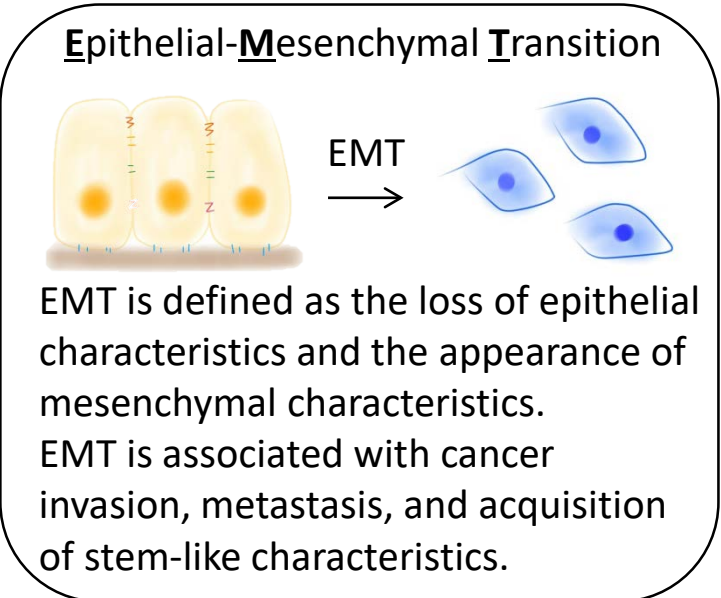 Epithelial-Mesenchymal Transition
EMT
EMT is defined as the loss of epithelial
characteristics and the appearance of
mesenchymal characteristics.
EMT is associated with cancer
invasion, metastasis, and acquisition
of stem-like characteristics.